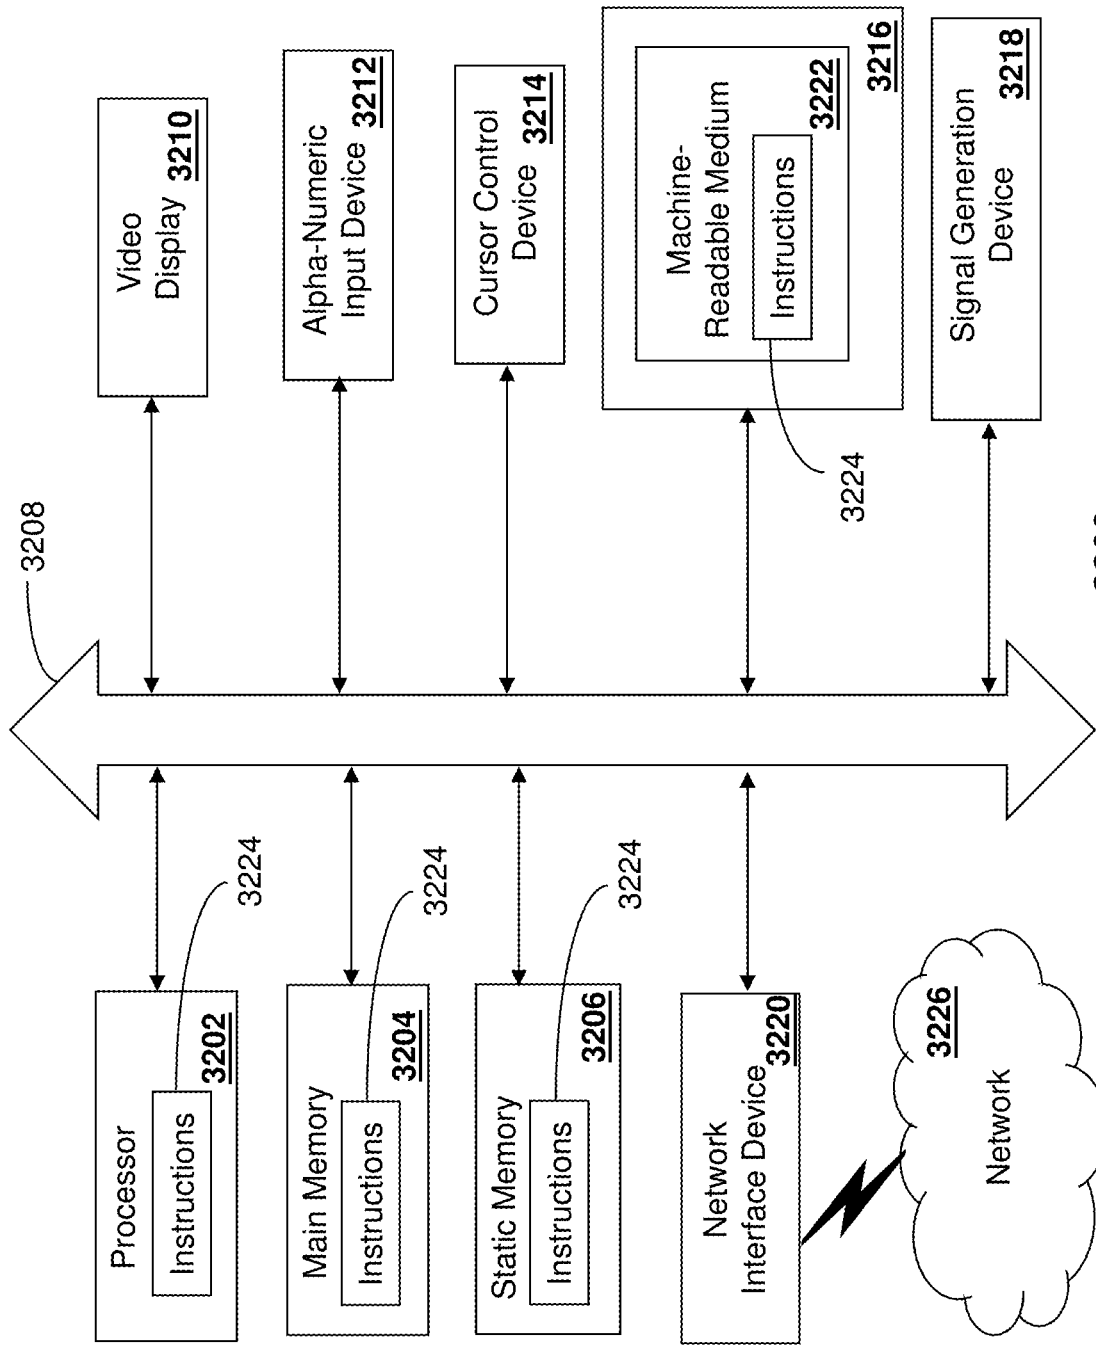 3208
Processor
3202
Instructions
3224
Main Memory
3204
Instructions
3224
Static Memory
3206
Instructions
3224
Network
Interface Device
3220
3226
Network
Video
Display
3210
Alpha-Numeric
Input Device
3212
Cursor Control
Device
3214
Machine-
Readable Medium
3222
Instructions
3216
3224
Signal Generation
Device
3218